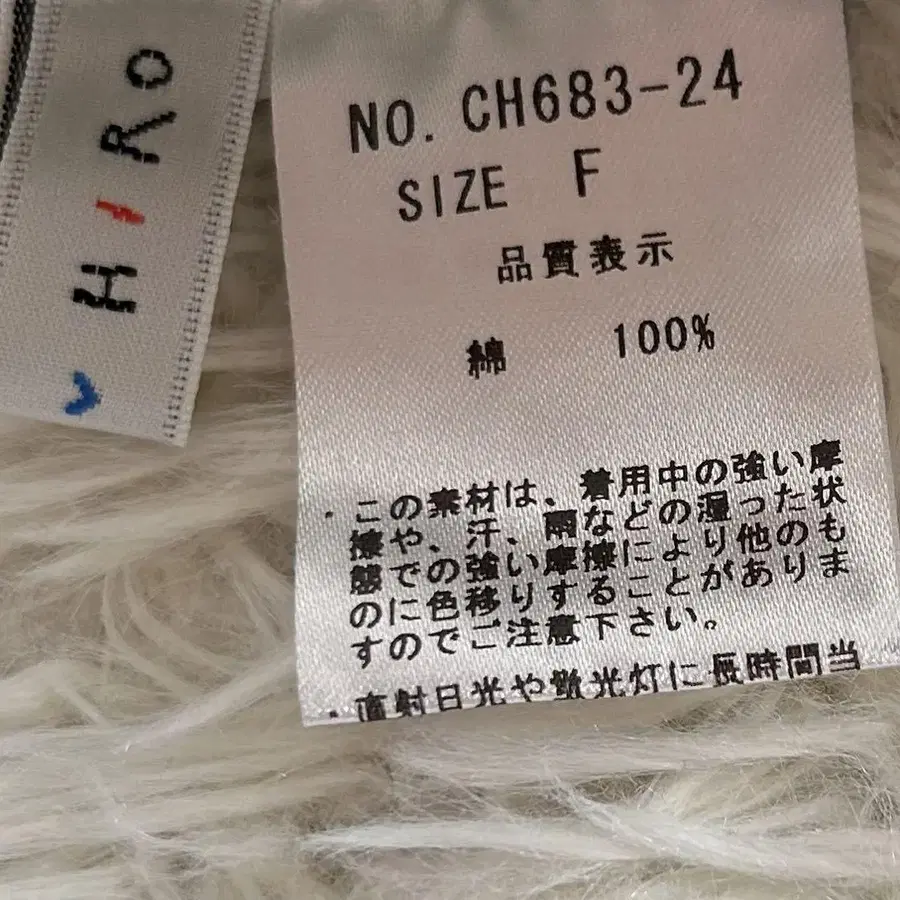 HIRO
NO. CH683-24
SIZE F
品質表示
綿 100%
・この素材は、着用中の強い摩
擦や、汗、雨などの湿った状
態での強い摩擦により他のも
のに色移りすることがありま
すのでご注意下さい。
・直射日光や蛍光灯に長時間当